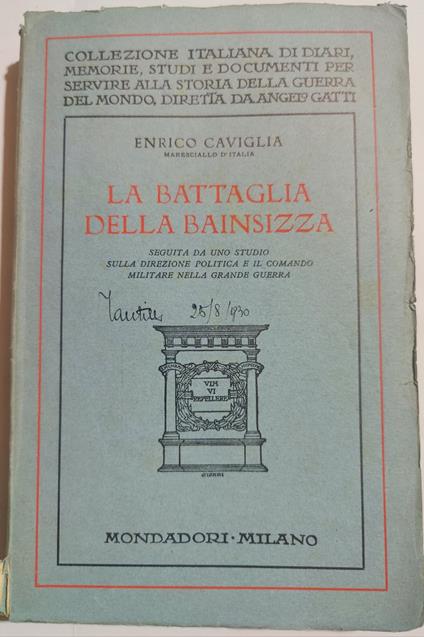 COLLEZIONE ITALIANA DI DIARI,
MEMORIE, STUDI E DOCUMENTI PER
SERVIRE ALLA STORIA DELLA GUERRA
DEL MONDO, DIRETTA DA ANGELO GATTI
ENRICO CAVIGLIA
MARESCIALLO D'ITALIA
LA BATTAGLIA
DELLA BAINSIZZA
SEGUITA DA UNO STUDIO
SULLA DIREZIONE POLITICA E IL COMANDO
MILITARE NELLA GRANDE GUERRA
25/8/930
VIM
VI
REPELLERE
MONDADORI · MILANO